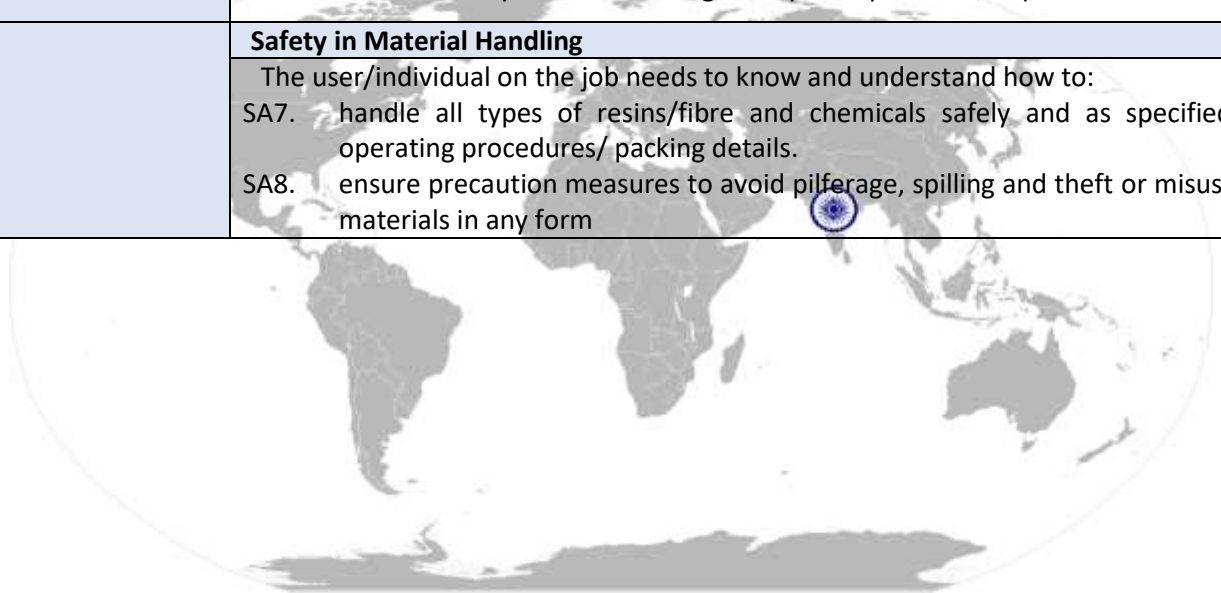 Safety in Material Handling
The user/individual on the job needs to know and understand how to:
SA7. handle all types of resins/fibre and chemicals safely and as specified
operating procedures/ packing details.
SA8. ensure precaution measures to avoid pilferage, spilling and theft or
materials in any form